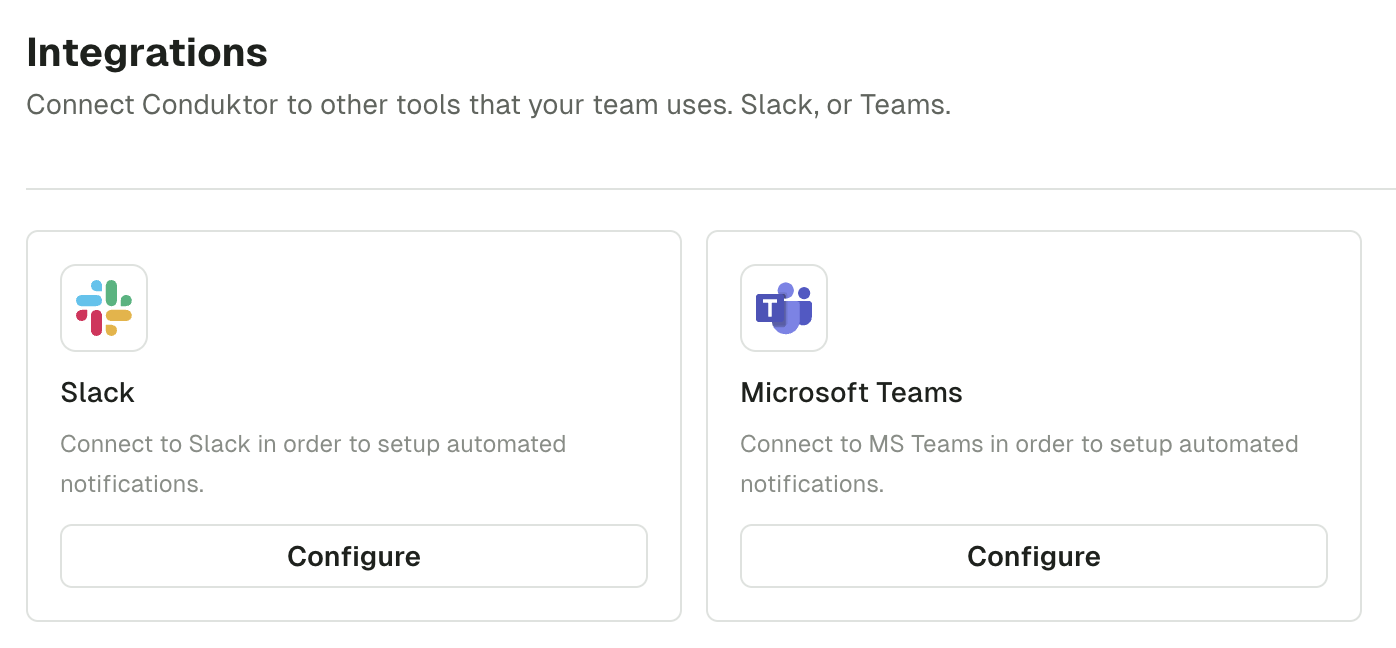 Integrations
Connect Conduktor to other tools that your team uses. Slack, or Teams.
Slack
Connect to Slack in order to setup automated
notifications.
Configure
T
Microsoft Teams
Connect to MS Teams in order to setup automated
notifications.
Configure